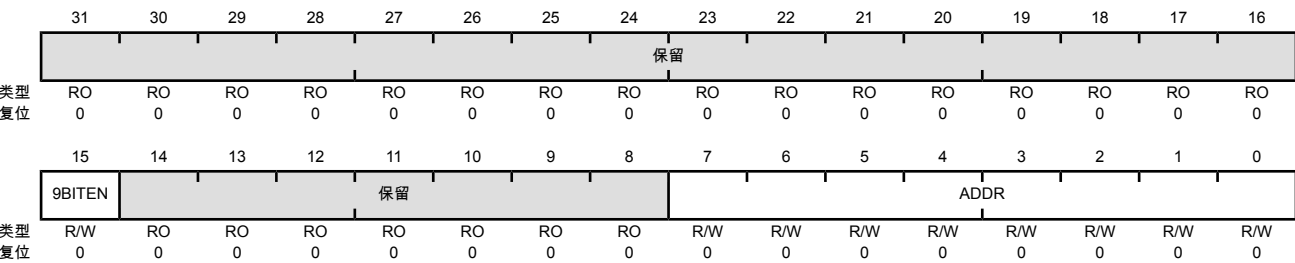 31 30 29 28 27 26 25 24 23 22 21 20 19 18 17 16
保留
类型 RO RO RO RO RO RO RO RO RO RO RO RO RO RO RO RO
复位 0 0 0 0 0 0 0 0 0 0 0 0 0 0 0 0
15 14 13 12 11 10 9 8 7 6 5 4 3 2 1 0
9BITEN 保留 ADDR
类型 R/W RO RO RO RO RO RO RO R/W R/W R/W R/W R/W R/W R/W R/W
复位 0 0 0 0 0 0 0 0 0 0 0 0 0 0 0 0